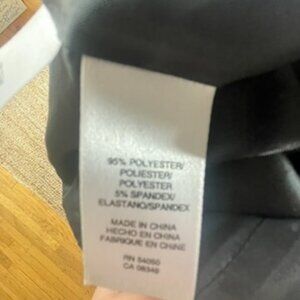 95% POLYESTER/
POLIESTER/
POLYESTER
5% SPANDEX/
ELASTANO/SPANDEX
MADE IN CHINA
HECHO EN CHINA
FABRIQUE EN CHINE
RN 54050
CA 08348